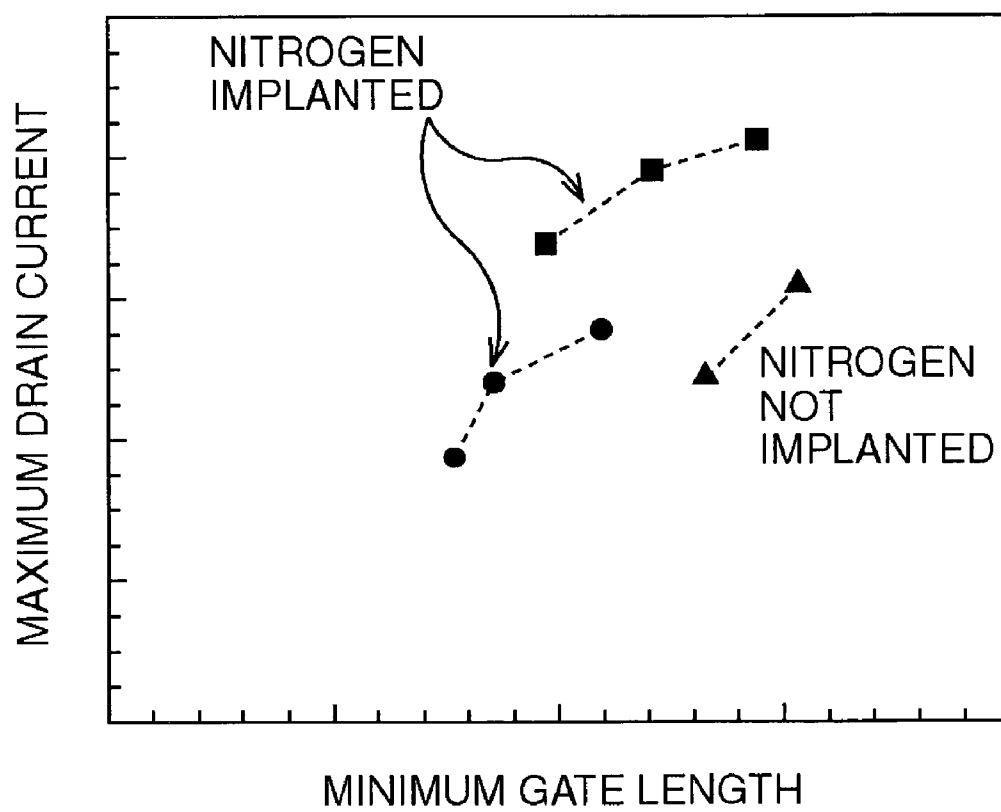 NITROGEN
IMPLANTED
MAXIMUM DRAIN CURRENT
NITROGEN
NOT
IMPLANTED
MINIMUM GATE LENGTH